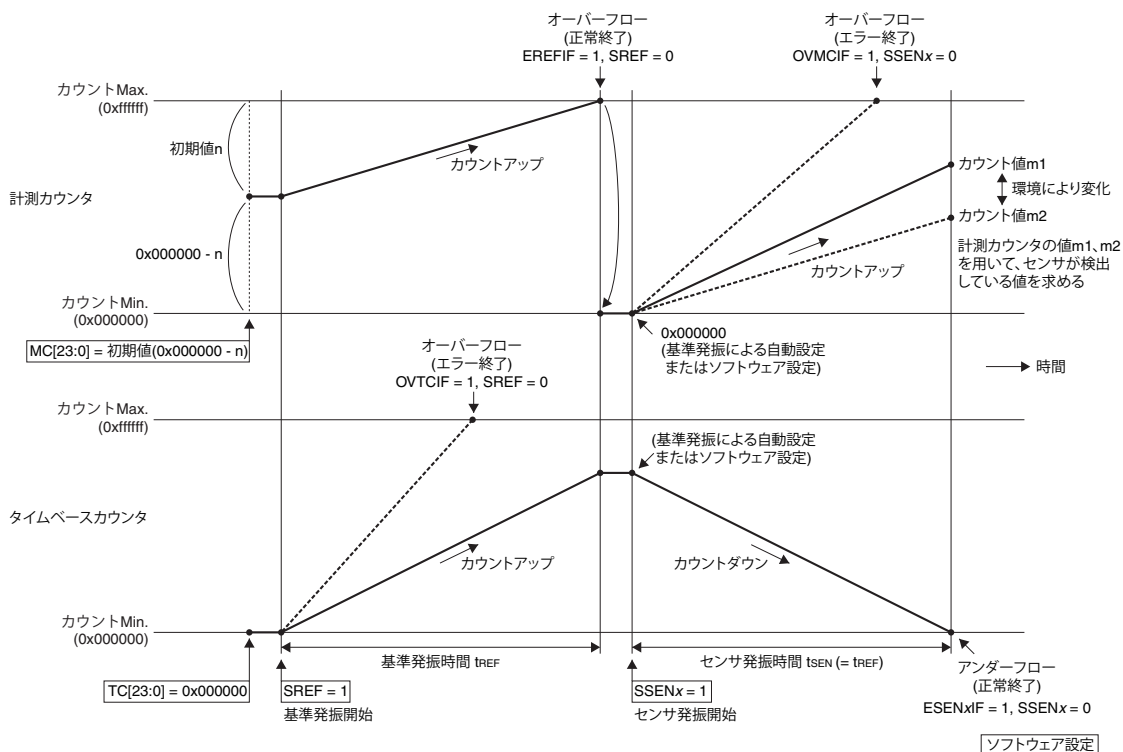 オーバーフロー
(正常終了)
EREFIF = 1, SREF = 0
オーバーフロー
(エラー終了)
OVMCIF = 1, SSENx = 0
カウントMax.
(0xffffff)
初期値n
カウントアップ
計測カウンタ
0x000000 - n
カウント値m1
環境により変化
カウント値m2
カウントアップ
計測カウンタの値m1、m2
を用いて、センサが検出
している値を求める
カウントMin.
(0x000000)
MC[23:0] = 初期値(0x000000 - n)
0x000000
(基準発振による自動設定
またはソフトウェア設定)
時間
オーバーフロー
(エラー終了)
OVTCIF = 1, SREF = 0
カウントMax.
(0xffffff)
(基準発振による自動設定
またはソフトウェア設定)
タイムベースカウンタ
カウントアップ
カウントダウン
カウントMin.
(0x000000)
基準発振時間 tREF
センサ発振時間 tSEN (= tREF)
TC[23:0] = 0x000000
SREF = 1
基準発振開始
SSENx = 1
センサ発振開始
アンダーフロー
(正常終了)
ESENxIF = 1, SSENx = 0
ソフトウェア設定